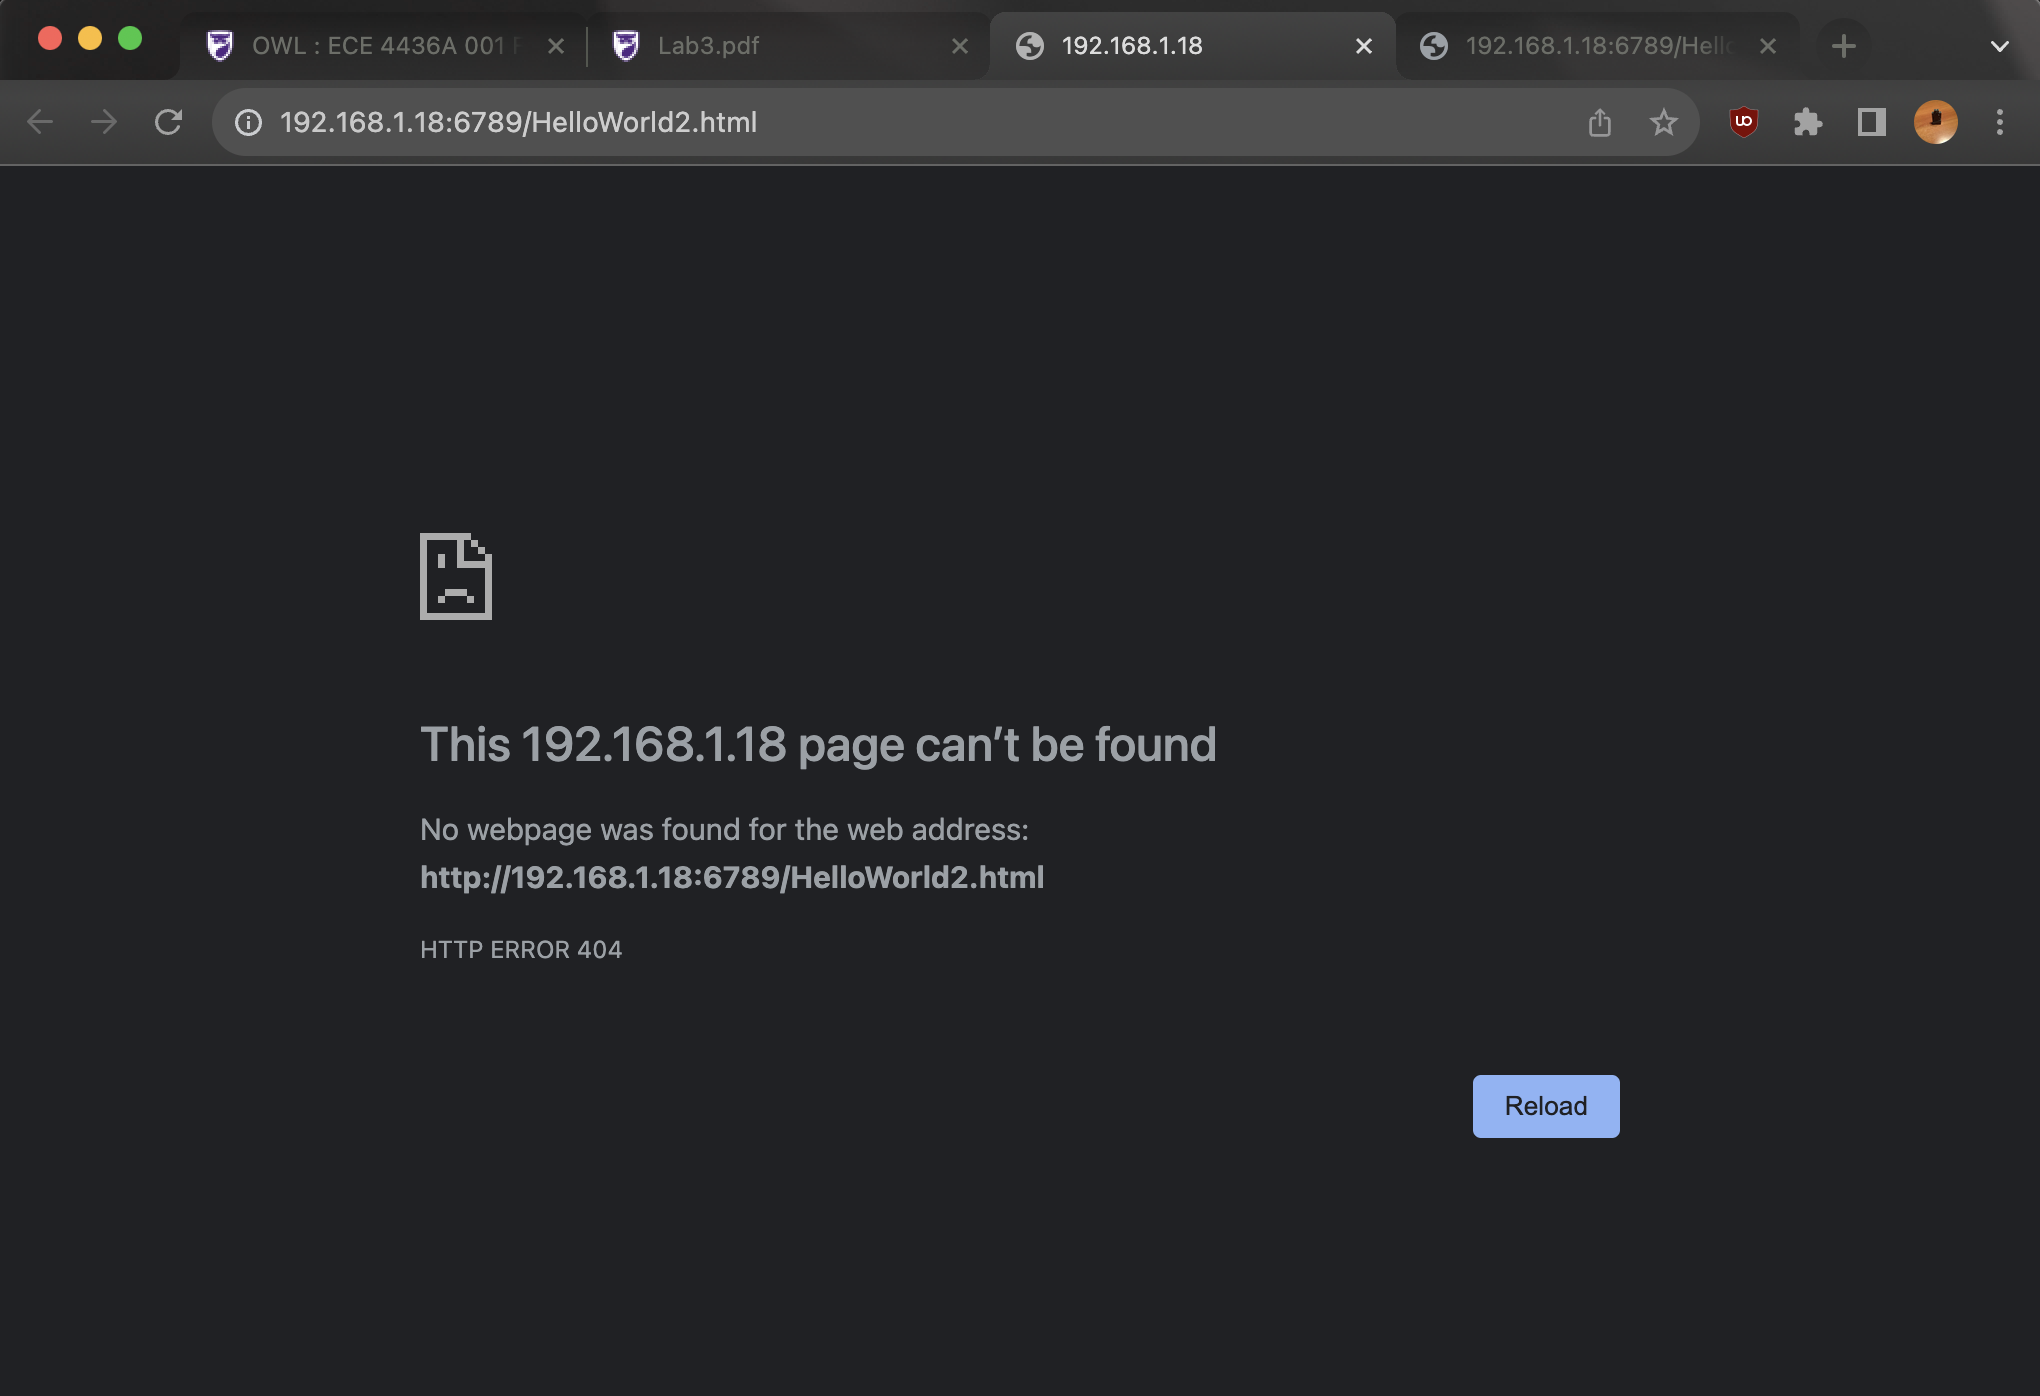 OWL : ECE 4436A 001 F
Lab3.pdf
192.168.1.18
192.168.1.18:6789/Hello
192.168.1.18:6789/HelloWorld2.html
This 192.168.1.18 page can’t be found
No webpage was found for the web address:
http://192.168.1.18:6789/HelloWorld2.html
HTTP ERROR 404
Reload